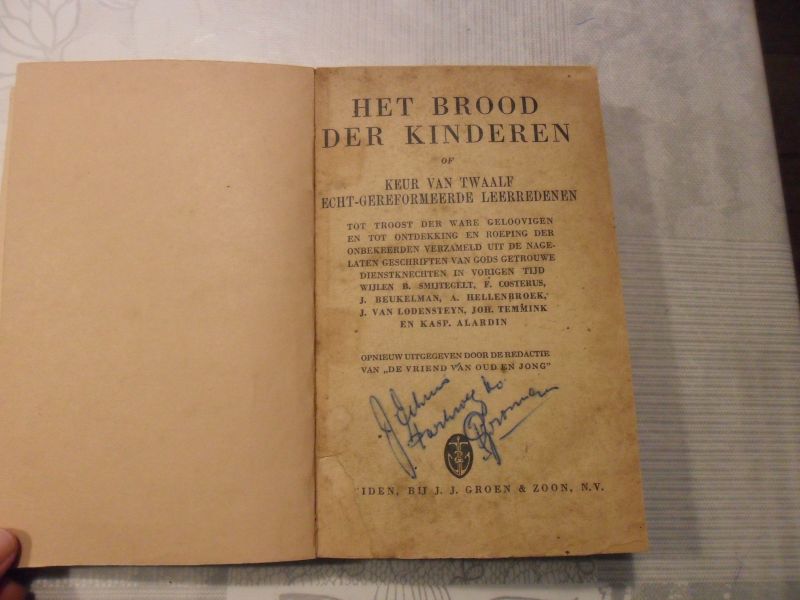 HET BROOD
DER KINDEREN
OF
KEUR VAN TWAALF
ECHT-GEREFORMEERDE LEERREDENEN
TOT TROOST DER WARE GELOOVIGEN
EN TOT ONTDEKKING EN ROEPING DER
ONBEKEERDEN VERZAMELD UIT DE NAGE-
LATEN GESCHRIFTEN VAN GODS GETROUWE
DIENSTKNECHTEN IN VORIGEN TIJD
WIJLEN B. SMIJTEGELT, F. COSTERUS,
J. BEUKELMAN, A. HELLENBROEK,
J. VAN LODENSTEYN, JOH. TEMMINK
EN KASP. ALARDIN
OPNIEUW UITGEGEVEN DOOR DE REDACTIE
VAN „DE VRIEND VAN OUD EN JONG"
IDEN, BIJ J. J. GROEN & ZOON, N.V.